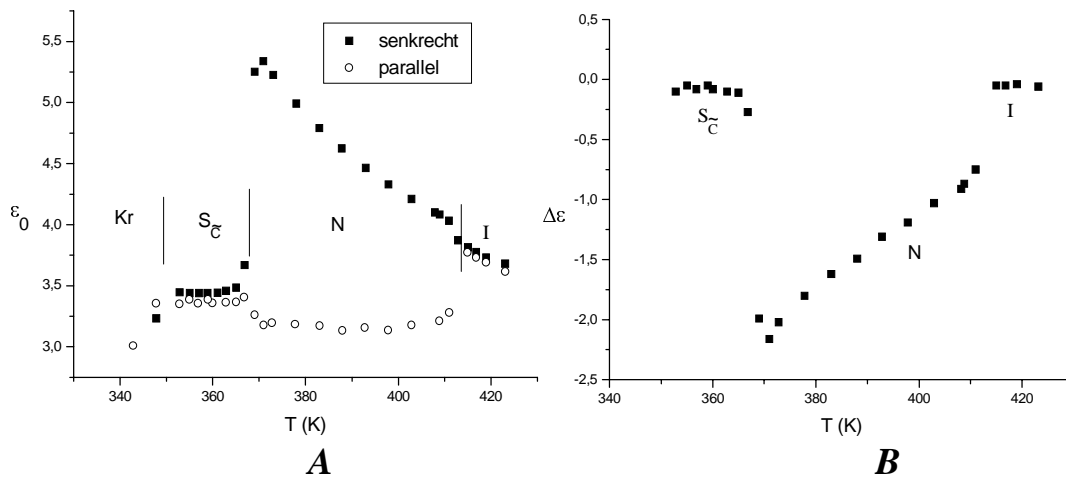 senkrecht
parallel
5,5
5,0
4,5
4,0
3,5
3,0
ε0
Kr
S C̃
N
I
340
360
380
400
420
T (K)
A
0,5
0,0
-0,5
-1,0
-1,5
-2,0
-2,5
Δε
S C̃
N
I
340
360
380
400
420
T (K)
B